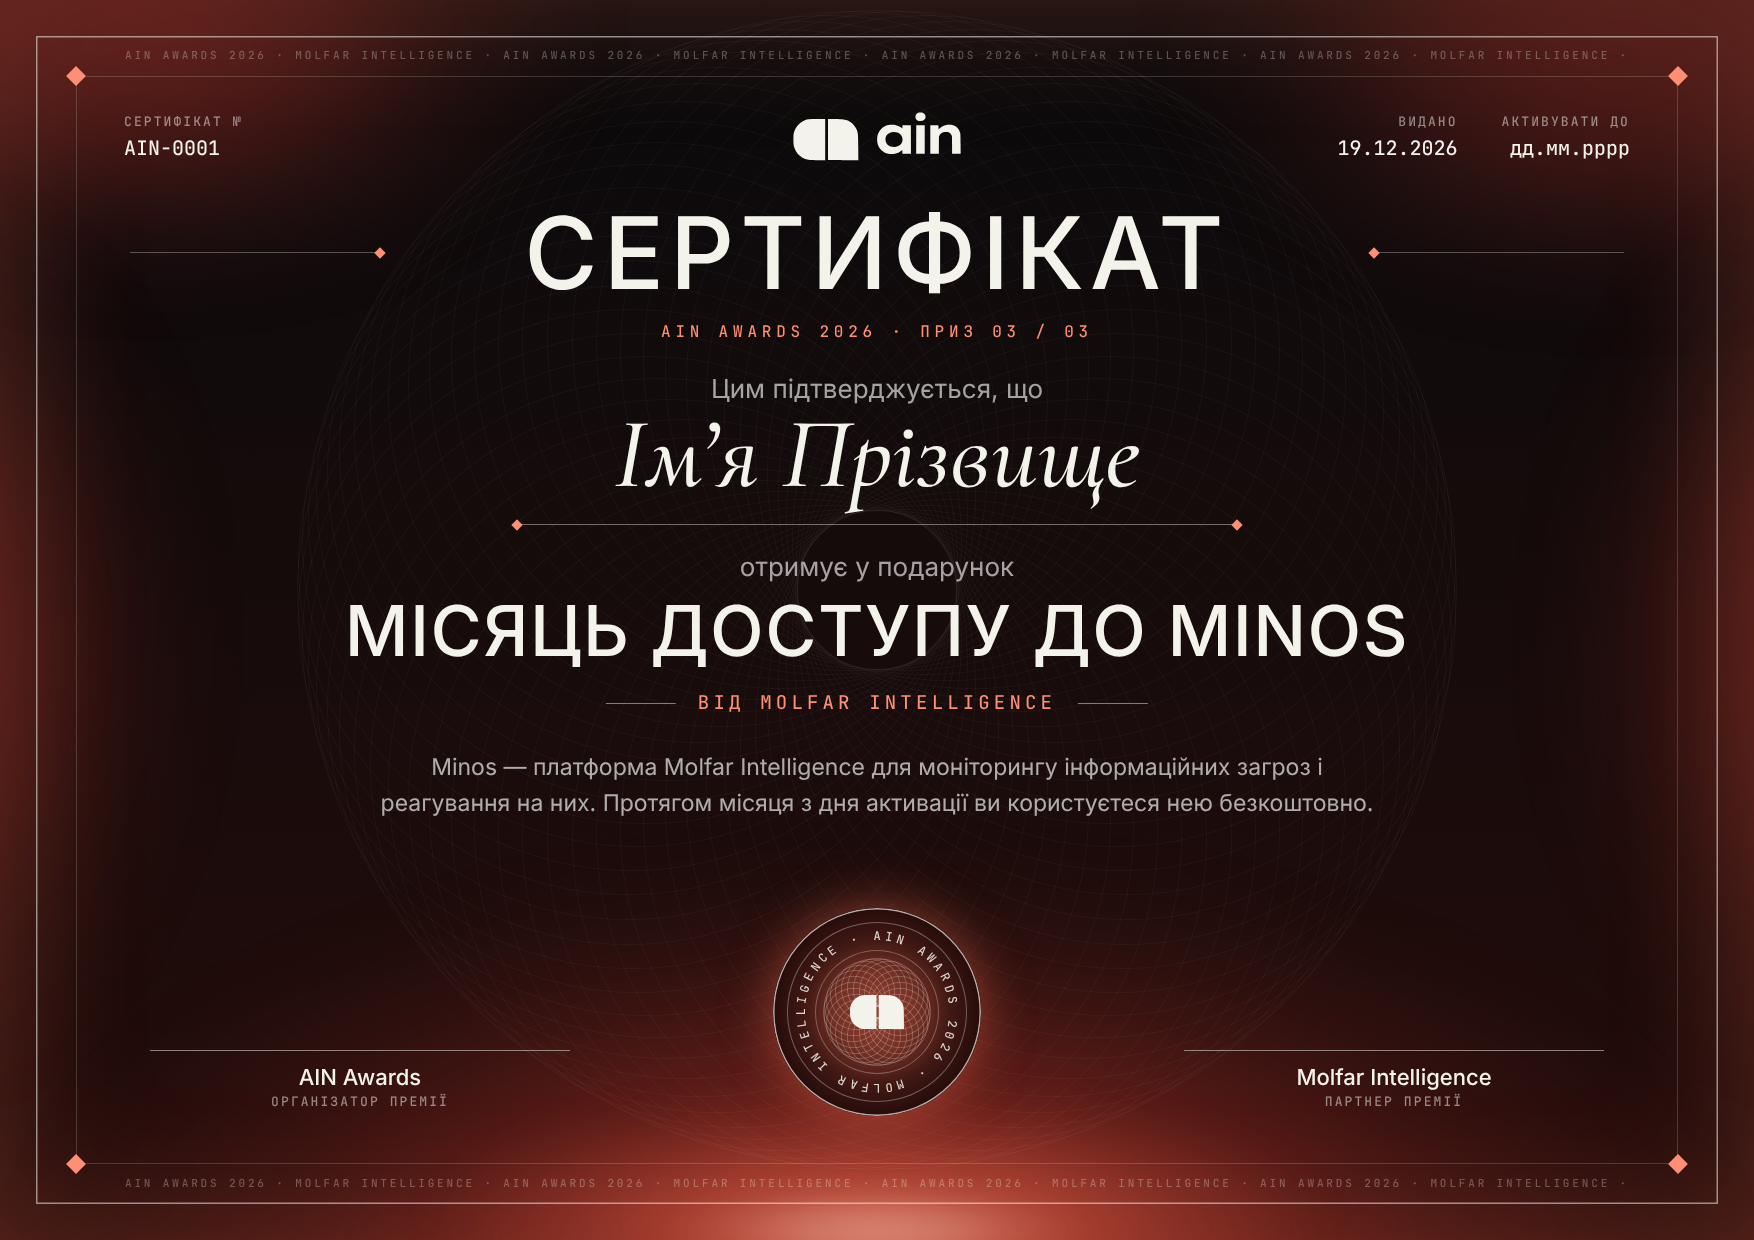 AIN AWARDS 2026 · MOLFAR INTELLIGENCE · AIN AWARDS 2026 · MOLFAR INTELLIGENCE · AIN AWARDS 2026 · MOLFAR INTELLIGENCE · AIN AWARDS 2026 · MOLFAR INTELLIGENCE ·
СЕРТИФІКАТ №
AIN-0001
ain
ВИДАНО
19.12.2026
АКТИВУВАТИ ДО
дд.мм.рррр
СЕРТИФІКАТ
AIN AWARDS 2026 · ПРИЗ 03 / 03
Цим підтверджується, що
Ім’я Прізвище
отримує у подарунок
МІСЯЦЬ ДОСТУПУ ДО MINOS
ВІД MOLFAR INTELLIGENCE
Minos — платформа Molfar Intelligence для моніторингу інформаційних загроз і
реагування на них. Протягом місяця з дня активації ви користуєтеся нею безкоштовно.
AIN AWARDS 2026 · MOLFAR INTELLIGENCE ·
AIN Awards
ОРГАНІЗАТОР ПРЕМІЇ
Molfar Intelligence
ПАРТНЕР ПРЕМІЇ
AIN AWARDS 2026 · MOLFAR INTELLIGENCE · AIN AWARDS 2026 · MOLFAR INTELLIGENCE · AIN AWARDS 2026 · MOLFAR INTELLIGENCE · AIN AWARDS 2026 · MOLFAR INTELLIGENCE ·